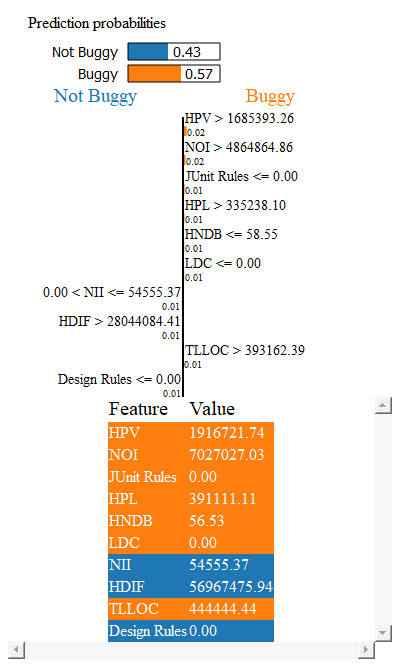 Prediction probabilities
Not Buggy 0.43
Buggy 0.57
Not Buggy Buggy
HPV > 1685393.26
0.02
NOI > 4864864.86
0.02
JUnit Rules <= 0.00
0.01
HPL > 335238.10
0.01
HNDB <= 58.55
0.01
LDC <= 0.00
0.01
0.00 < NII <= 54555.37
0.01
HDIF > 28044084.41
0.01
TLLOC > 393162.39
0.01
Design Rules <= 0.00
0.01
Feature Value
HPV 1916721.74
NOI 7027027.03
JUnit Rules 0.00
HPL 391111.11
HNDB 56.53
LDC 0.00
NII 54555.37
HDIF 56967475.94
TLLOC 444444.44
Design Rules 0.00